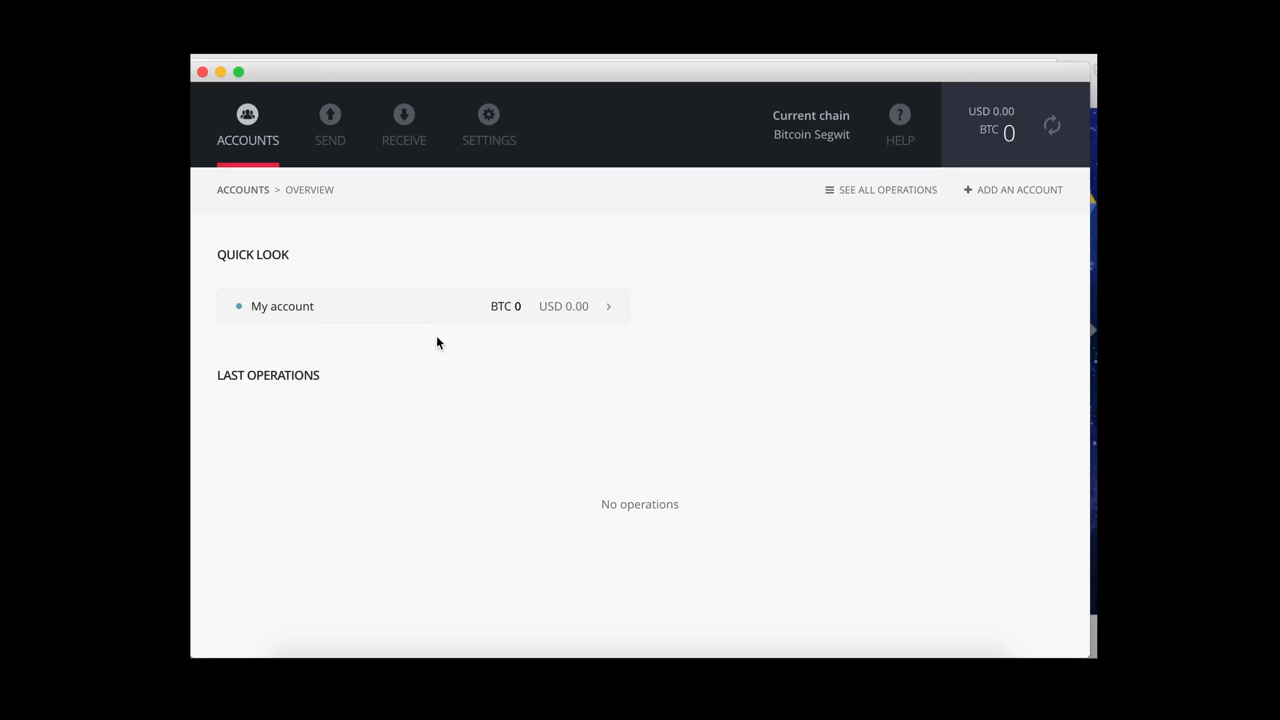 ACCOUNTS
SEND
RECEIVE
SETTINGS
Current chain
Bitcoin Segwit
HELP
USD 0.00
BTC 0
ACCOUNTS > OVERVIEW
SEE ALL OPERATIONS
ADD AN ACCOUNT
QUICK LOOK
My account BTC 0 USD 0.00
LAST OPERATIONS
No operations